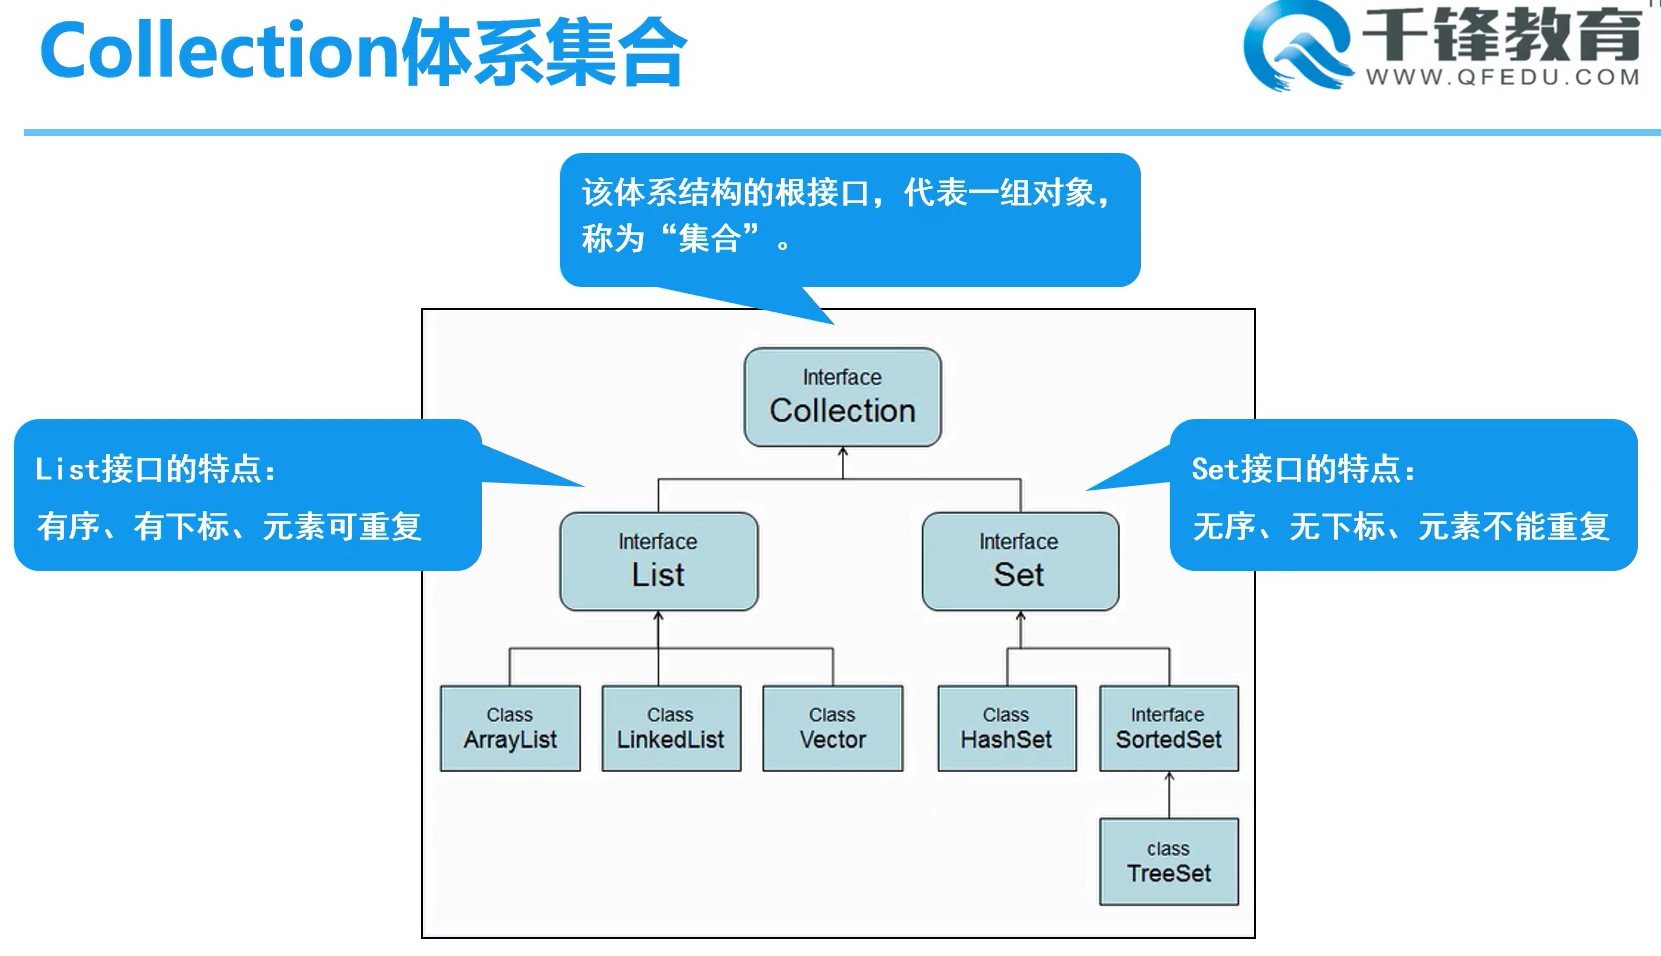 Collection体系集合
千锋教育
WWW.QFEDU.COM
该体系结构的根接口，代表一组对象，
称为“集合”。
Interface
Collection
List接口的特点：
有序、有下标、元素可重复
Set接口的特点：
无序、无下标、元素不能重复
Interface
List
Interface
Set
Class
ArrayList
Class
LinkedList
Class
Vector
Class
HashSet
Interface
SortedSet
class
TreeSet